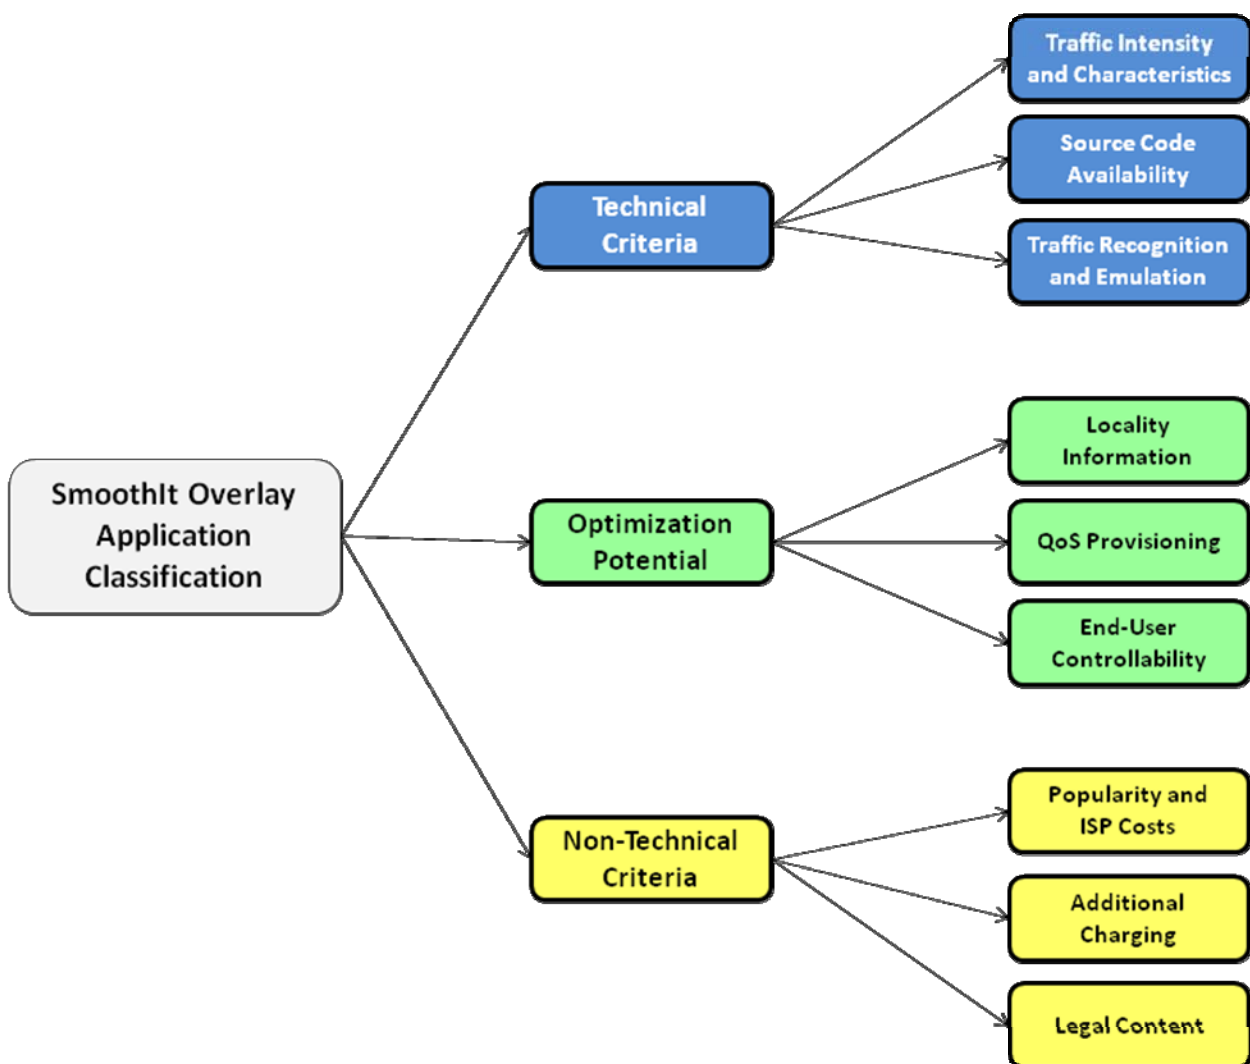 Traffic Intensity
and Characteristics
Source Code
Availability
Technical
Criteria
Traffic Recognition
and Emulation
Locality
Information
SmoothIt Overlay
Application
Classification
Optimization
Potential
QoS Provisioning
End-User
Controllability
Popularity and
ISP Costs
Non-Technical
Criteria
Additional
Charging
Legal Content